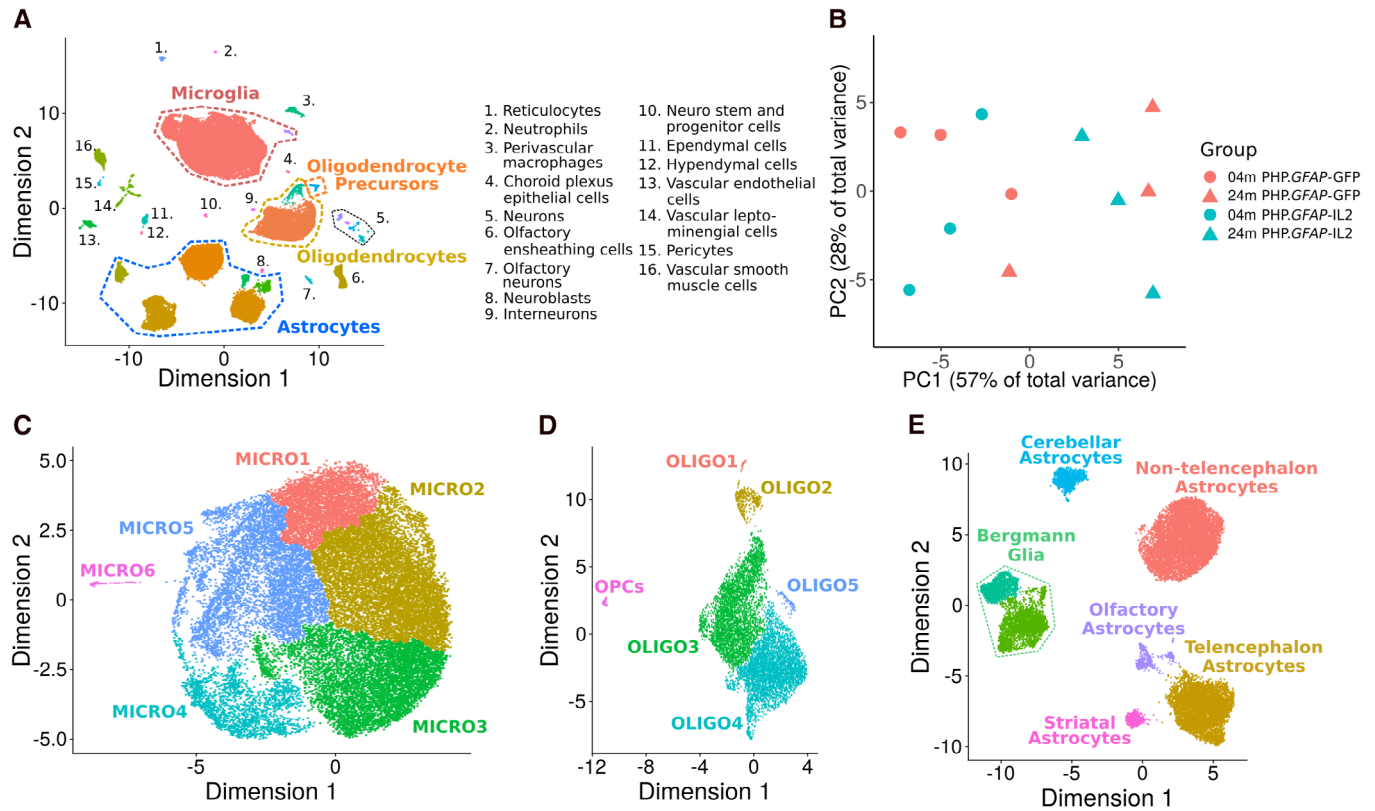 A
1.
2.
Microglia
3.
16.
4.
Oligodendrocyte
Precursors
15.
14.
10.
9.
11.
5.
13.
12.
Oligodendrocytes
8.
6.
7.
Astrocytes
10
0
-10
Dimension 2
-10
0
10
Dimension 1
1. Reticulocytes
2. Neutrophils
3. Perivascular
macrophages
4. Choroid plexus
epithelial cells
5. Neurons
6. Olfactory
ensheathing cells
7. Olfactory
neurons
8. Neuroblasts
9. Interneurons
10. Neuro stem and
progenitor cells
11. Ependymal cells
12. Hypendymal cells
13. Vascular endothelial
cells
14. Vascular lepto-
minengial cells
15. Pericytes
16. Vascular smooth
muscle cells
B
PC2 (28% of total variance)
5
0
-5
-5
0
5
PC1 (57% of total variance)
Group
04m PHP.GFAP-GFP
24m PHP.GFAP-GFP
04m PHP.GFAP-IL2
24m PHP.GFAP-IL2
C
MICRO1
MICRO2
MICRO5
MICRO6
MICRO4
MICRO3
5.0
2.5
0
-2.5
-5.0
Dimension 2
-5
0
Dimension 1
D
OLIGO1
OLIGO2
OPCs
OLIGO5
OLIGO3
OLIGO4
10
5
0
-5
Dimension 2
-12
-8
-4
0
4
Dimension 1
E
Cerebellar
Astrocytes
Non-telencephalon
Astrocytes
Bergmann
Glia
Olfactory
Astrocytes
Telencephalon
Astrocytes
Striatal
Astrocytes
10
5
0
-5
-10
Dimension 2
-10
-5
0
5
Dimension 1